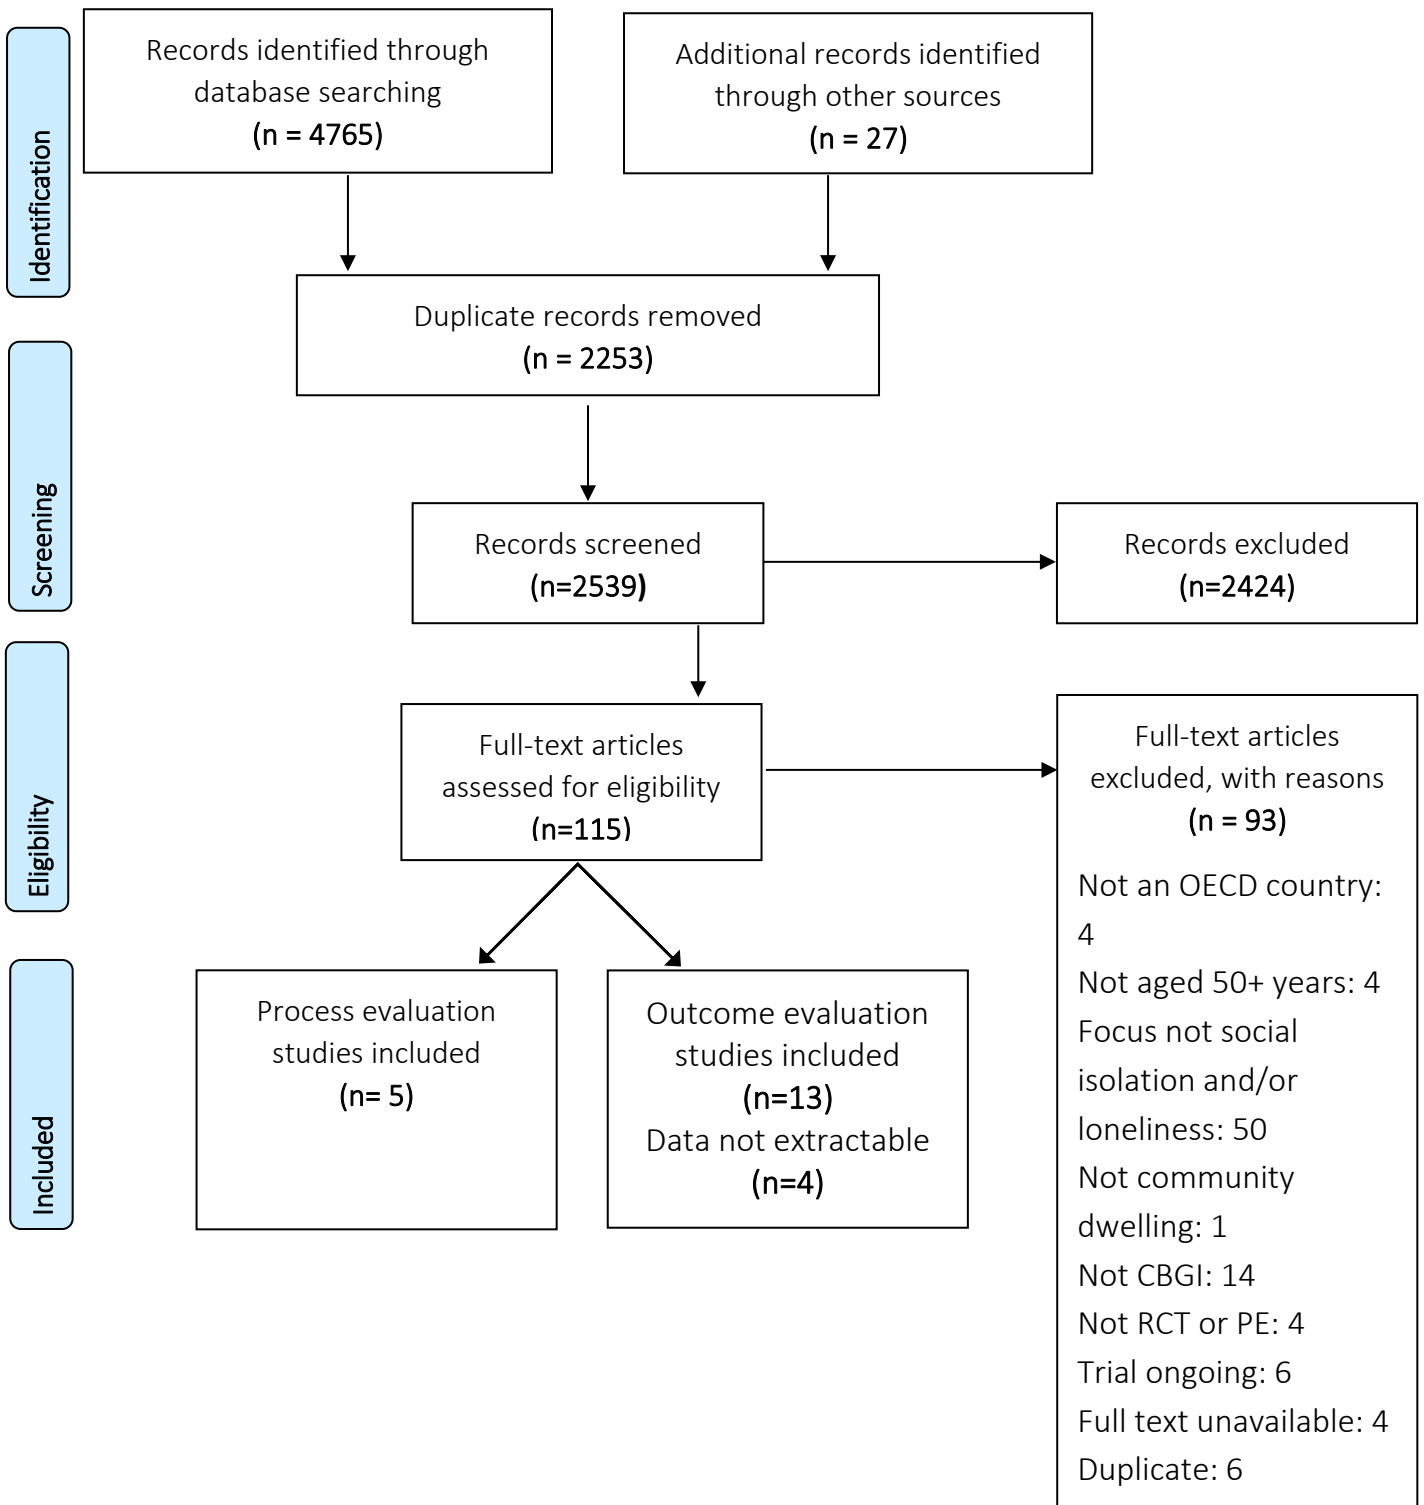 Identification
Records identified through
database searching
(n = 4765)
Additional records identified
through other sources
(n = 27)
Duplicate records removed
(n = 2253)
Screening
Records screened
(n=2539)
Records excluded
(n=2424)
Eligibility
Full-text articles
assessed for eligibility
(n=115)
Full-text articles
excluded, with reasons
(n = 93)
Not an OECD country:
4
Not aged 50+ years: 4
Focus not social
isolation and/or
loneliness: 50
Not community
dwelling: 1
Not CBGI: 14
Not RCT or PE: 4
Trial ongoing: 6
Full text unavailable: 4
Duplicate: 6
Included
Process evaluation
studies included
(n= 5)
Outcome evaluation
studies included
(n=13)
Data not extractable
(n=4)